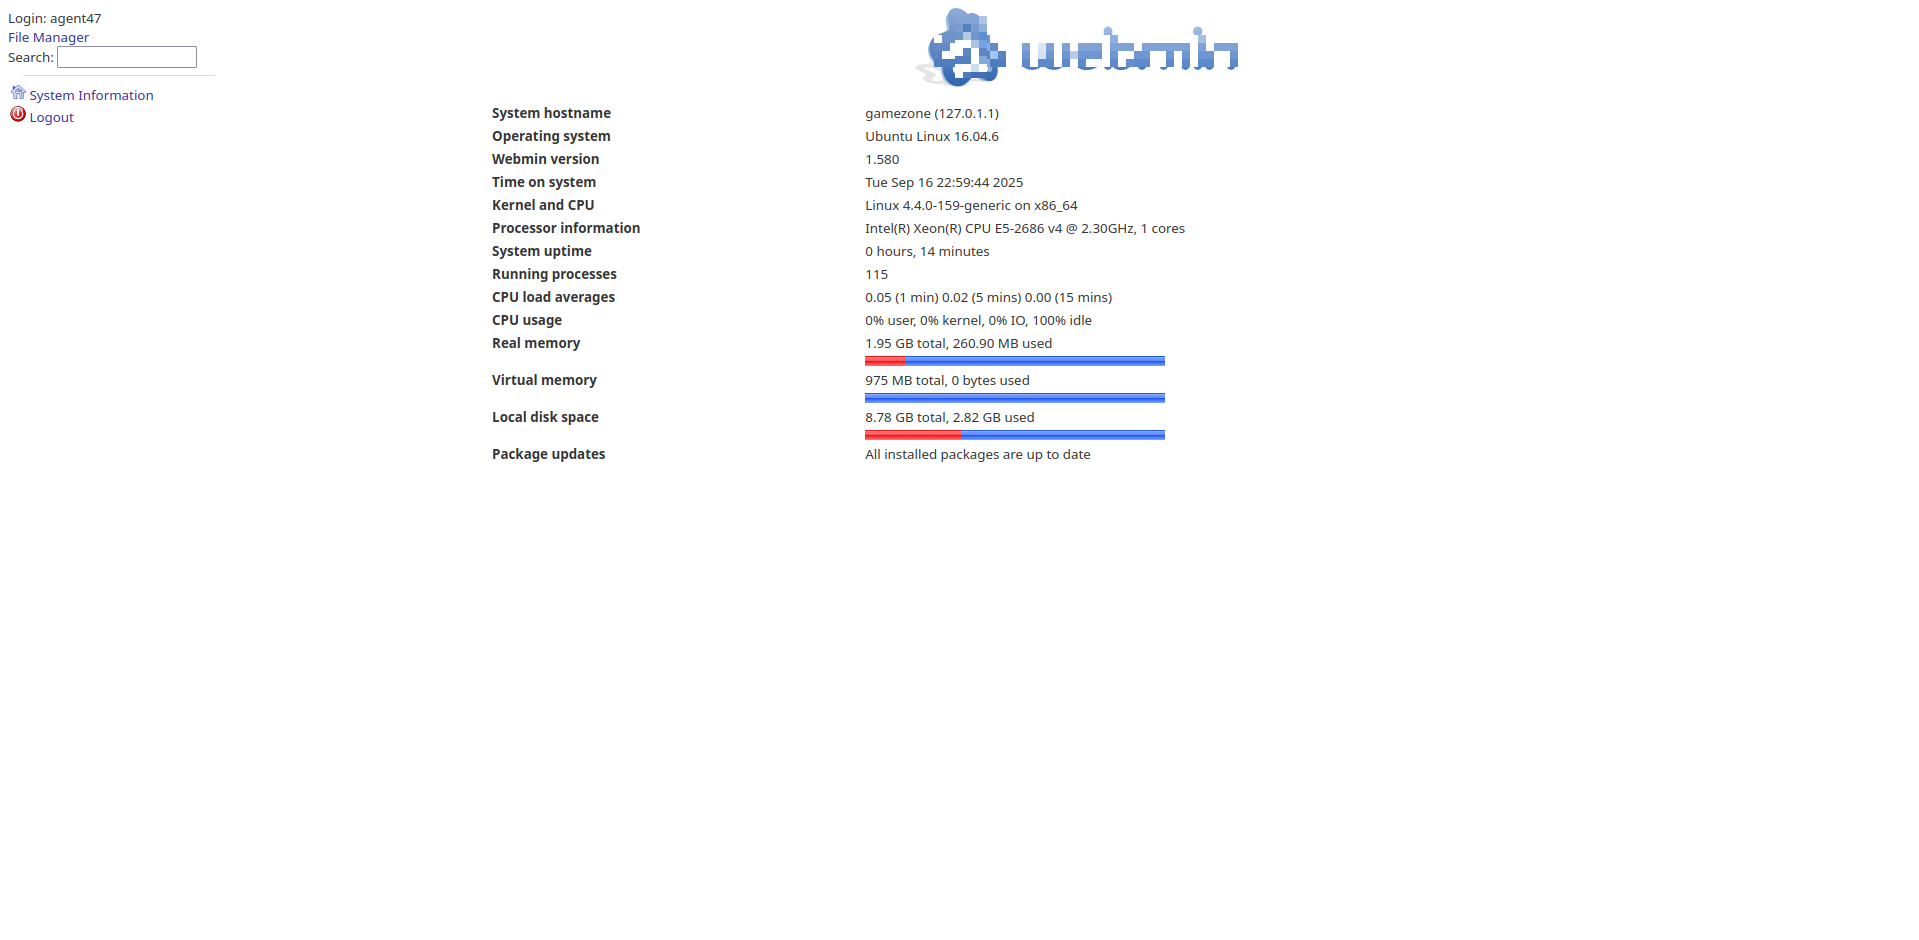 Login: agent47
File Manager
Search:
System Information
Logout
webmin
System hostname gamezone (127.0.1.1)
Operating system Ubuntu Linux 16.04.6
Webmin version 1.580
Time on system Tue Sep 16 22:59:44 2025
Kernel and CPU Linux 4.4.0-159-generic on x86_64
Processor information Intel(R) Xeon(R) CPU E5-2686 v4 @ 2.30GHz, 1 cores
System uptime 0 hours, 14 minutes
Running processes 115
CPU load averages 0.05 (1 min) 0.02 (5 mins) 0.00 (15 mins)
CPU usage 0% user, 0% kernel, 0% IO, 100% idle
Real memory 1.95 GB total, 260.90 MB used
Virtual memory 975 MB total, 0 bytes used
Local disk space 8.78 GB total, 2.82 GB used
Package updates All installed packages are up to date